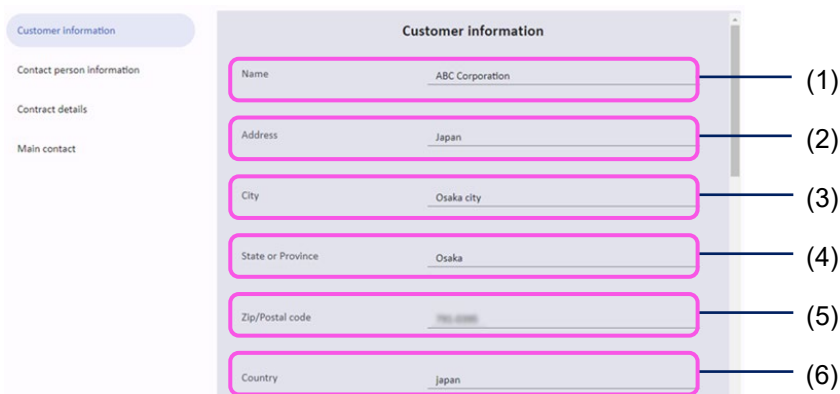 Customer information
Contact person information
Contract details
Main contact
Customer information
Name ABC Corporation (1)
Address Japan (2)
City Osaka city (3)
State or Province Osaka (4)
Zip/Postal code (5)
Country japan (6)